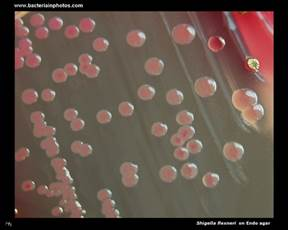 www.bacteriainphotos.com
Shigella flexneri on Endo agar